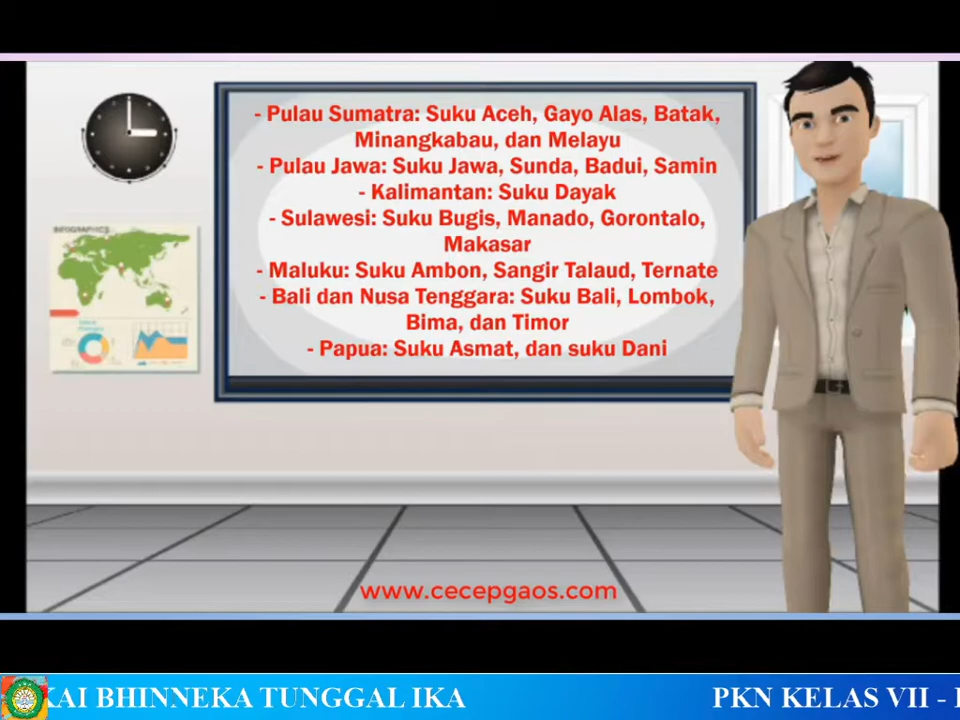 - Pulau Sumatra: Suku Aceh, Gayo Alas, Batak,
Minangkabau, dan Melayu
- Pulau Jawa: Suku Jawa, Sunda, Badui, Samin
- Kalimantan: Suku Dayak
- Sulawesi: Suku Bugis, Manado, Gorontalo,
Makasar
- Maluku: Suku Ambon, Sangir Talaud, Ternate
- Bali dan Nusa Tenggara: Suku Bali, Lombok,
Bima, dan Timor
- Papua: Suku Asmat, dan suku Dani
INFOGRAPHICS
www.cecepgaos.com
KAI BHINNEKA TUNGGAL IKA PKN KELAS VII -